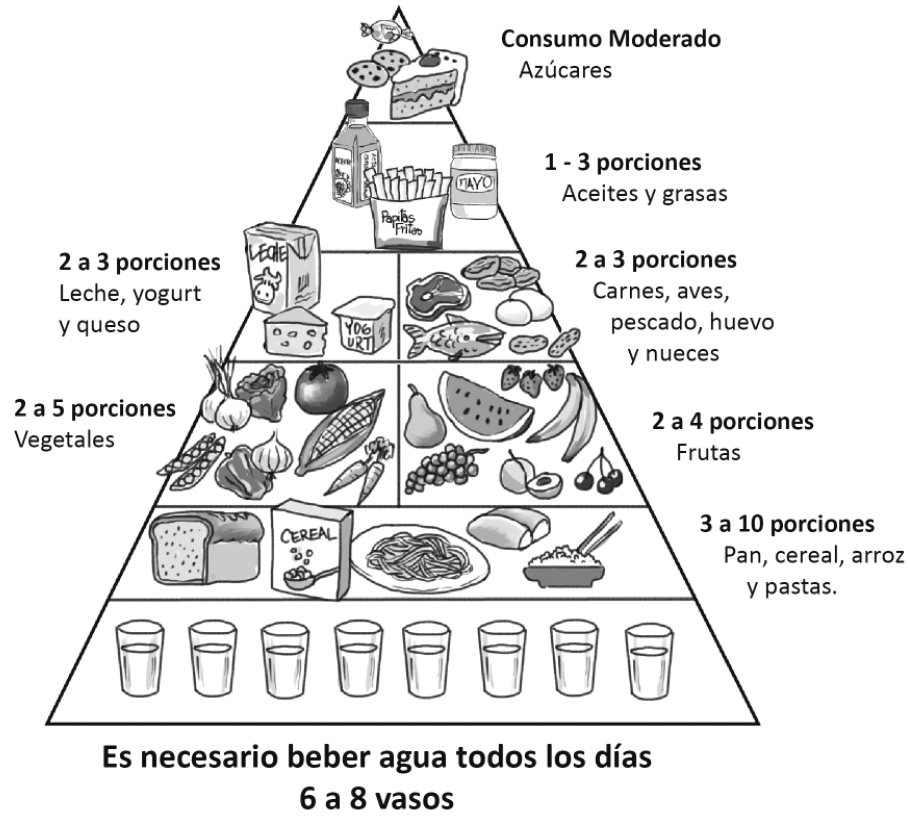 Consumo Moderado
Azúcares
1 - 3 porciones
Aceites y grasas
ACEITE
MAYO
Papitas
Fritas
2 a 3 porciones
Leche, yogurt
y queso
LECHE
YOG
URT
2 a 3 porciones
Carnes, aves,
pescado, huevo
y nueces
2 a 5 porciones
Vegetales
2 a 4 porciones
Frutas
CEREAL
3 a 10 porciones
Pan, cereal, arroz
y pastas.
Es necesario beber agua todos los días
6 a 8 vasos